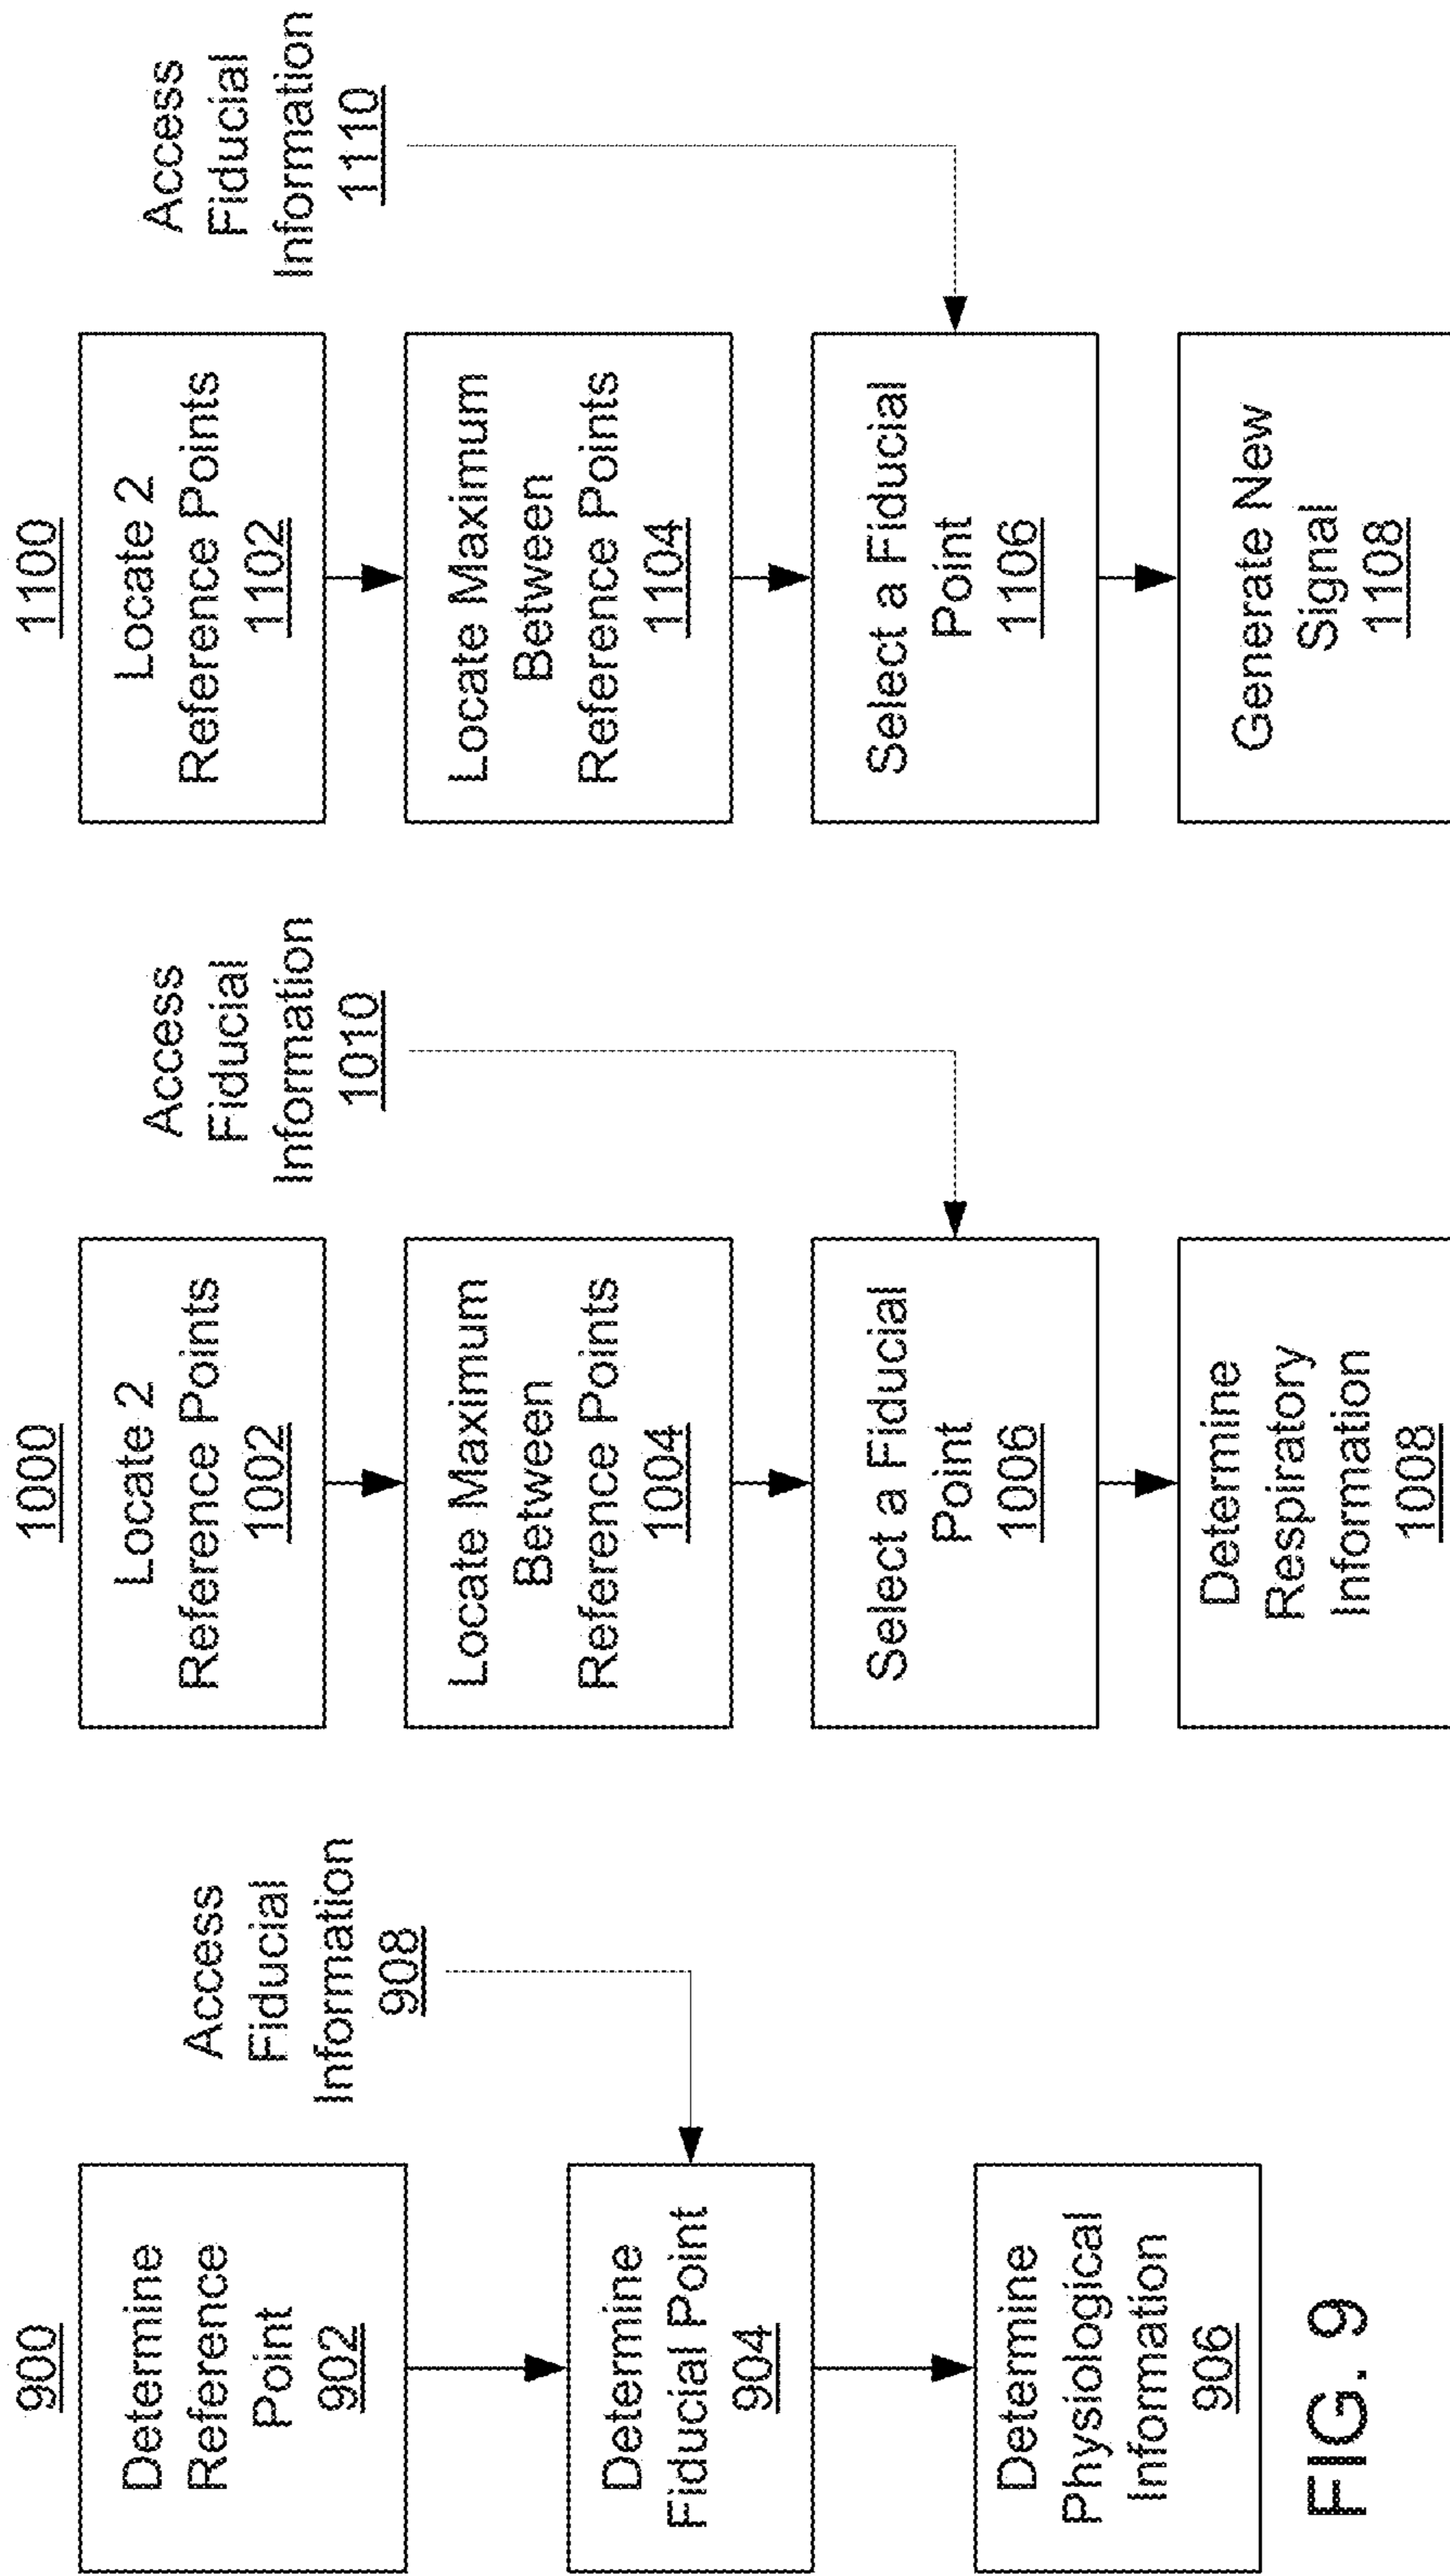 900
Determine
Reference
Point
902
Access
Fiducial
Information
908
Determine
Fiducial Point
904
Determine
Physiological
Information
906
FIG. 9
1000
Locate 2
Reference Points
1002
Access
Fiducial
Information
1010
Locate Maximum
Between
Reference Points
1004
Select a Fiducial
Point
1006
Determine
Respiratory
Information
1008
1100
Locate 2
Reference Points
1102
Access
Fiducial
Information
1110
Locate Maximum
Between
Reference Points
1104
Select a Fiducial
Point
1106
Generate New
Signal
1108